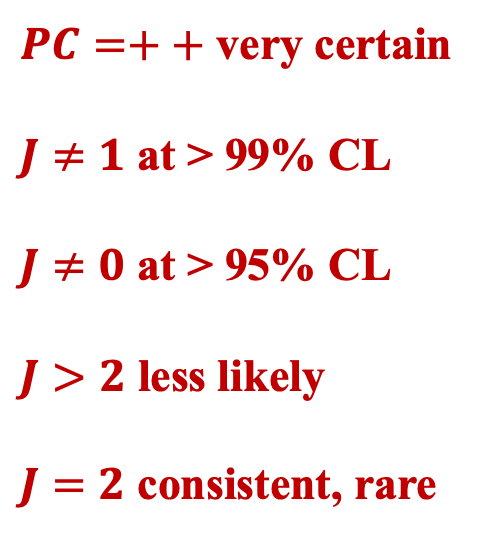 PC =+ + very certain
J ≠ 1 at > 99% CL
J ≠ 0 at > 95% CL
J > 2 less likely
J = 2 consistent, rare